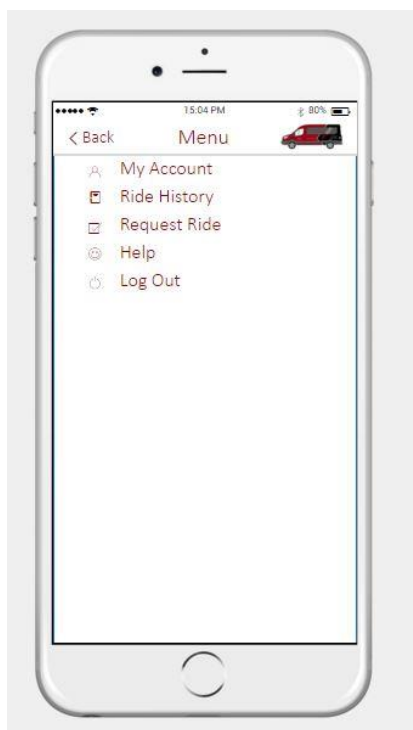 15:04 PM
80%
< Back
Menu
My Account
Ride History
Request Ride
Help
Log Out